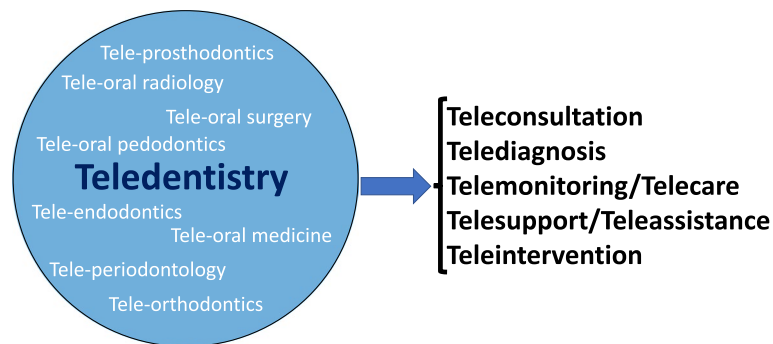 Tele-prosthodontics
Tele-oral radiology
Tele-oral surgery
Tele-oral pedodontics
Teledentistry
Tele-endodontics
Tele-oral medicine
Tele-periodontology
Tele-orthodontics
Teleconsultation
Telediagnosis
Telemonitoring/Telecare
Telesupport/Teleassistance
Teleintervention